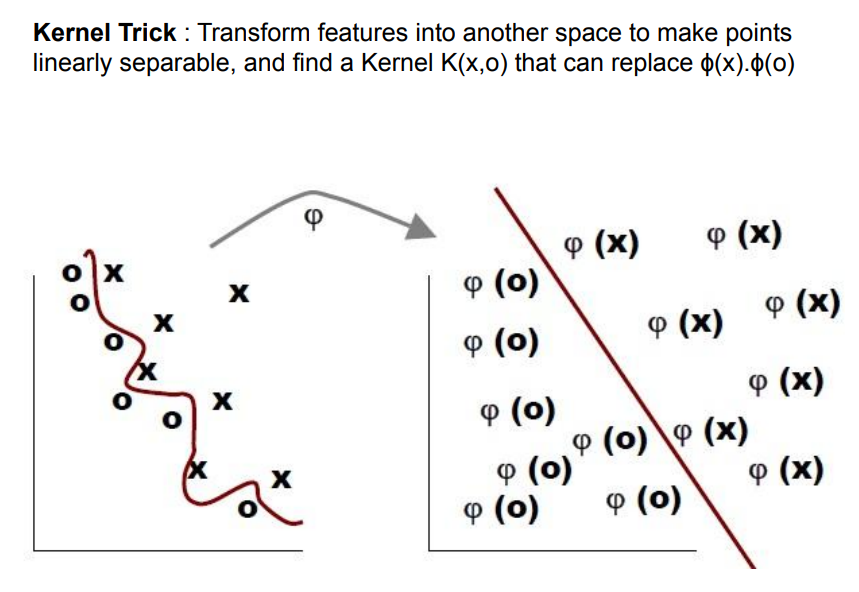 Kernel Trick : Transform features into another space to make points
linearly separable, and find a Kernel K(x,o) that can replace ϕ(x).ϕ(o)
φ
o x
x
o
x
o
x
o
x
o
x
x
o
φ (x)
φ (x)
φ (o)
φ (x)
φ (x)
φ (o)
φ (x)
φ (o)
φ (o)
φ (x)
φ (o)
φ (x)
φ (o)
φ (o)